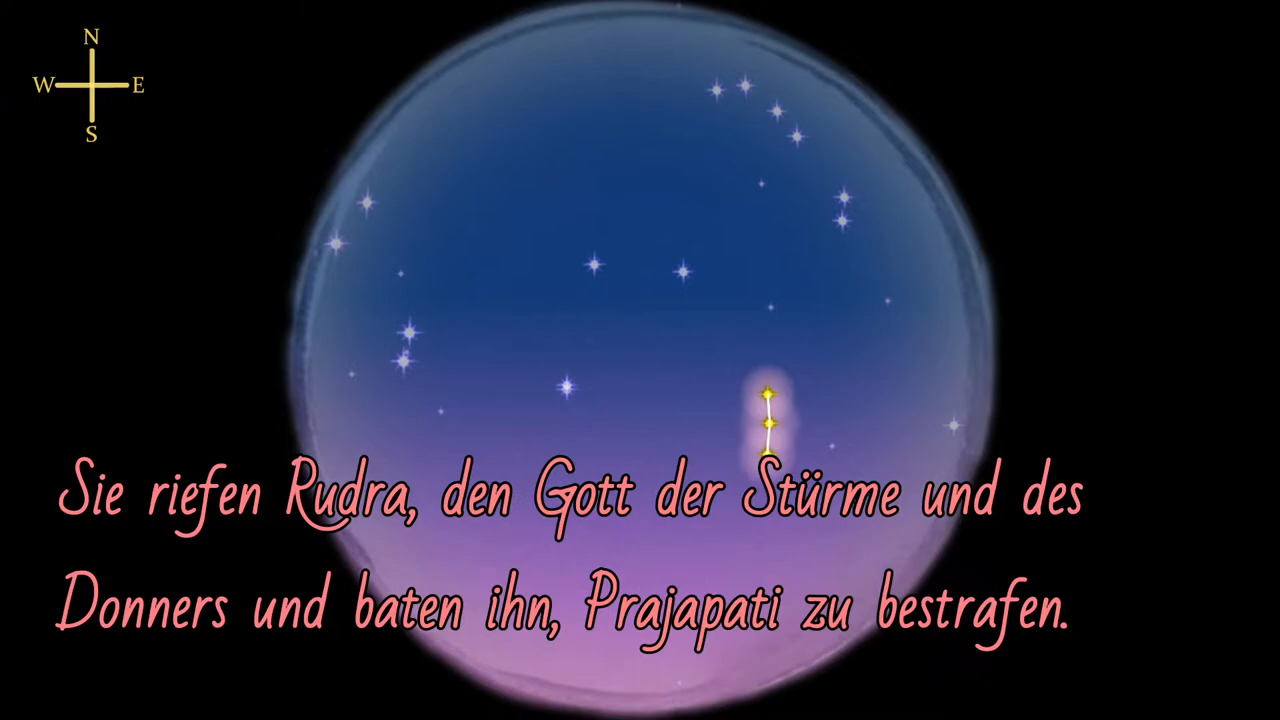 N
W E
S
Sie riefen Rudra, den Gott der Stürme und des
Donners und baten ihn, Prajapati zu bestrafen.